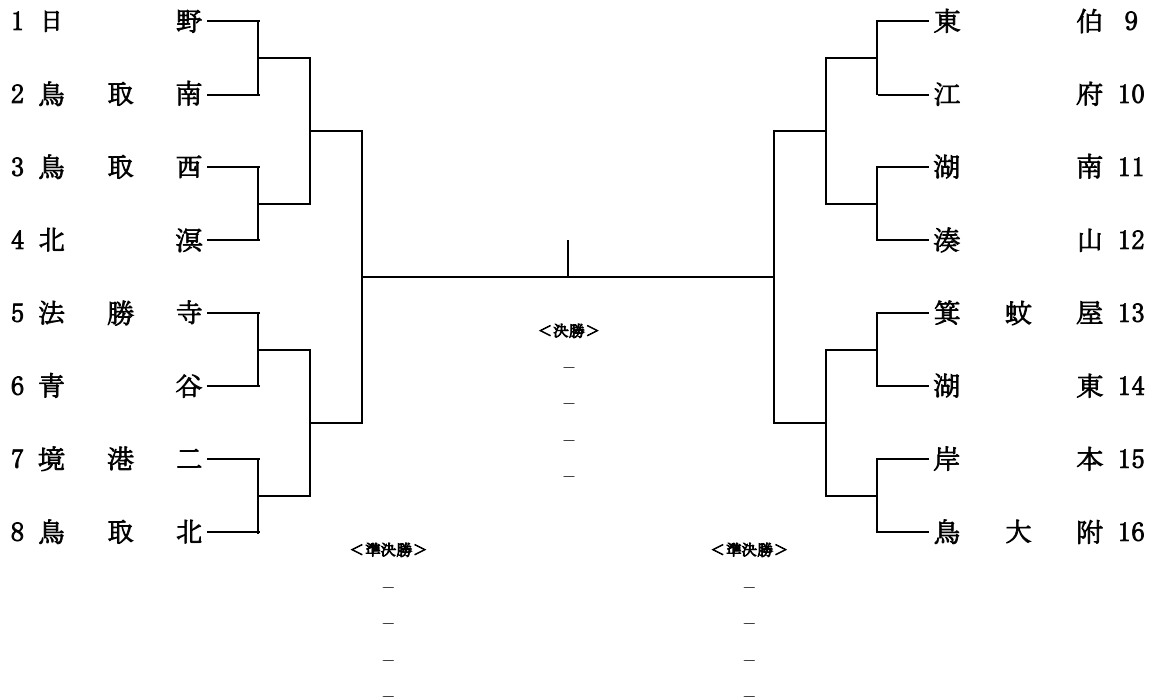 1 日野
2 鳥取南
3 鳥取西
4 北溟
5 法勝寺
6 青谷
7 境港二
8 鳥取北
東伯 9
江府 10
湖南 11
湊山 12
箕蚊屋 13
湖東 14
岸本 15
鳥大附 16
＜決勝＞
－
－
－
－
＜準決勝＞
－
－
－
－
＜準決勝＞
－
－
－
－